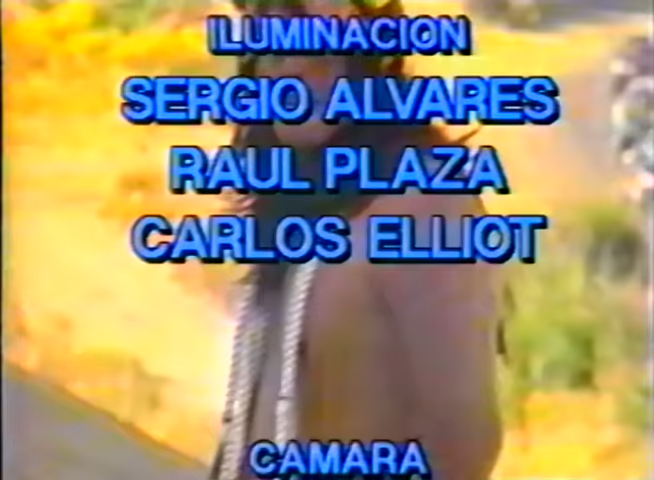 ILUMINACION
SERGIO ALVARES
RAUL PLAZA
CARLOS ELLIOT
CAMARA